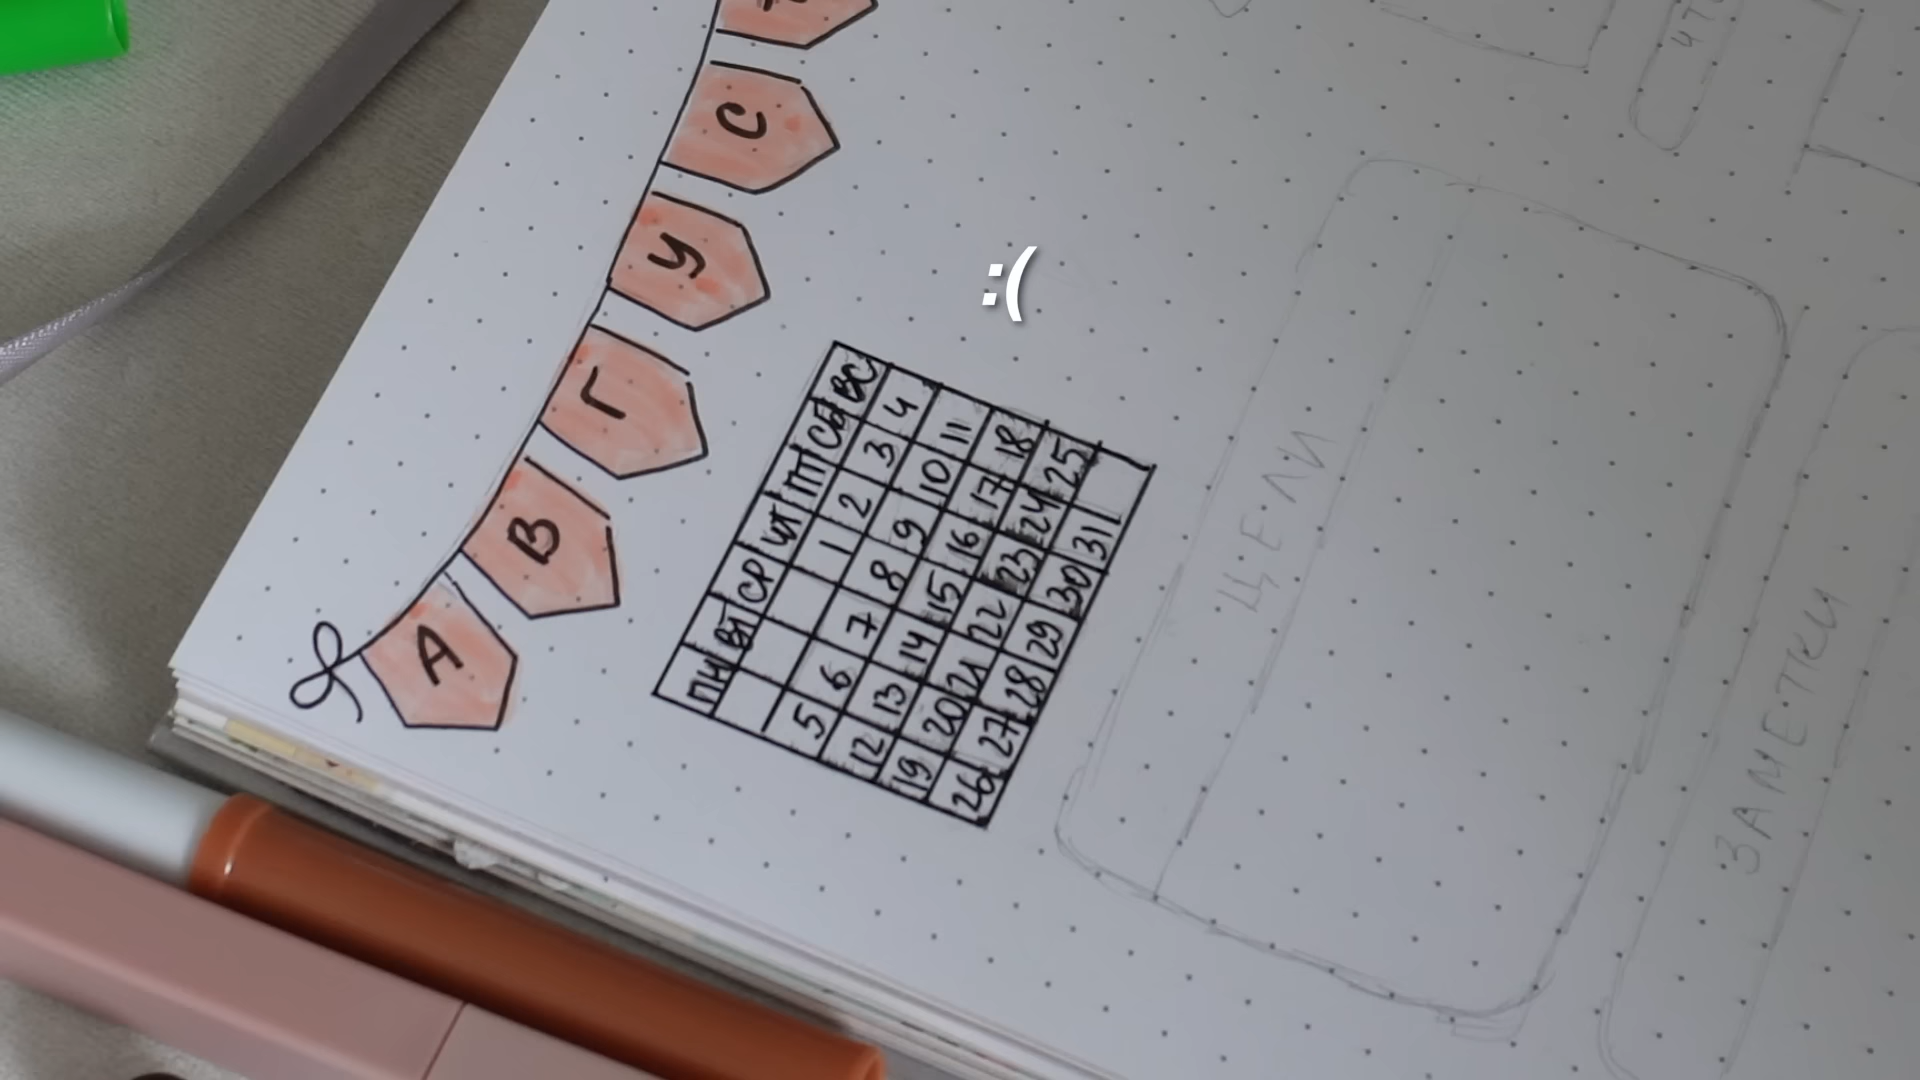 АВГУС
:(
ПН ВТ СР ЧТ ПТ СБ ВС
1 2 3 4
5 6 7 8 9 10 11
12 13 14 15 16 17 18
19 20 21 22 23 24 25
26 27 28 29 30 31
ЦЕЛИ
ЗАМЕТКИ